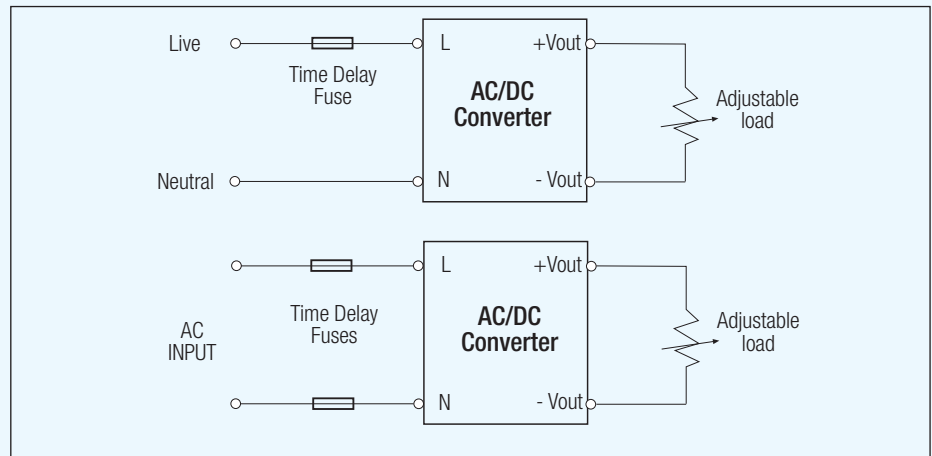 Live
L
+Vout
Time Delay
Fuse
AC/DC
Converter
Adjustable
load
Neutral
N
- Vout
L
+Vout
AC
INPUT
Time Delay
Fuses
AC/DC
Converter
Adjustable
load
N
- Vout